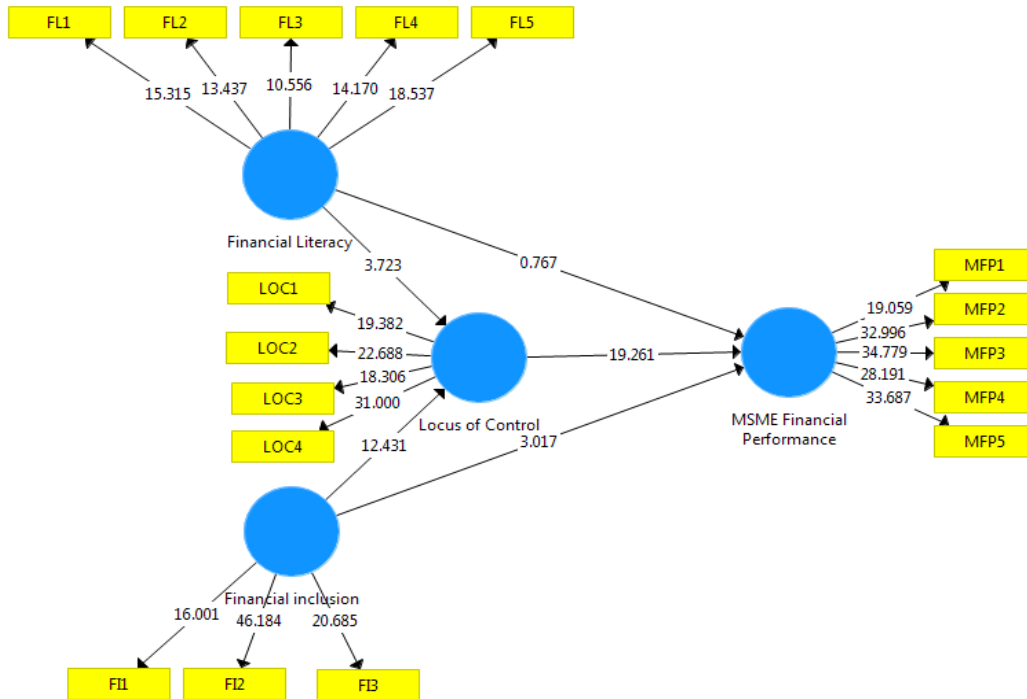 FL1
FL2
FL3
FL4
FL5
15.315
13.437
10.556
14.170
18.537
Financial Literacy
3.723
0.767
LOC1
LOC2
LOC3
LOC4
19.382
22.688
18.306
31.000
Locus of Control
12.431
19.261
3.017
MFP1
MFP2
MFP3
MFP4
MFP5
19.059
32.996
34.779
28.191
33.687
MSME Financial
Performance
Financial inclusion
16.001
46.184
20.685
FI1
FI2
FI3